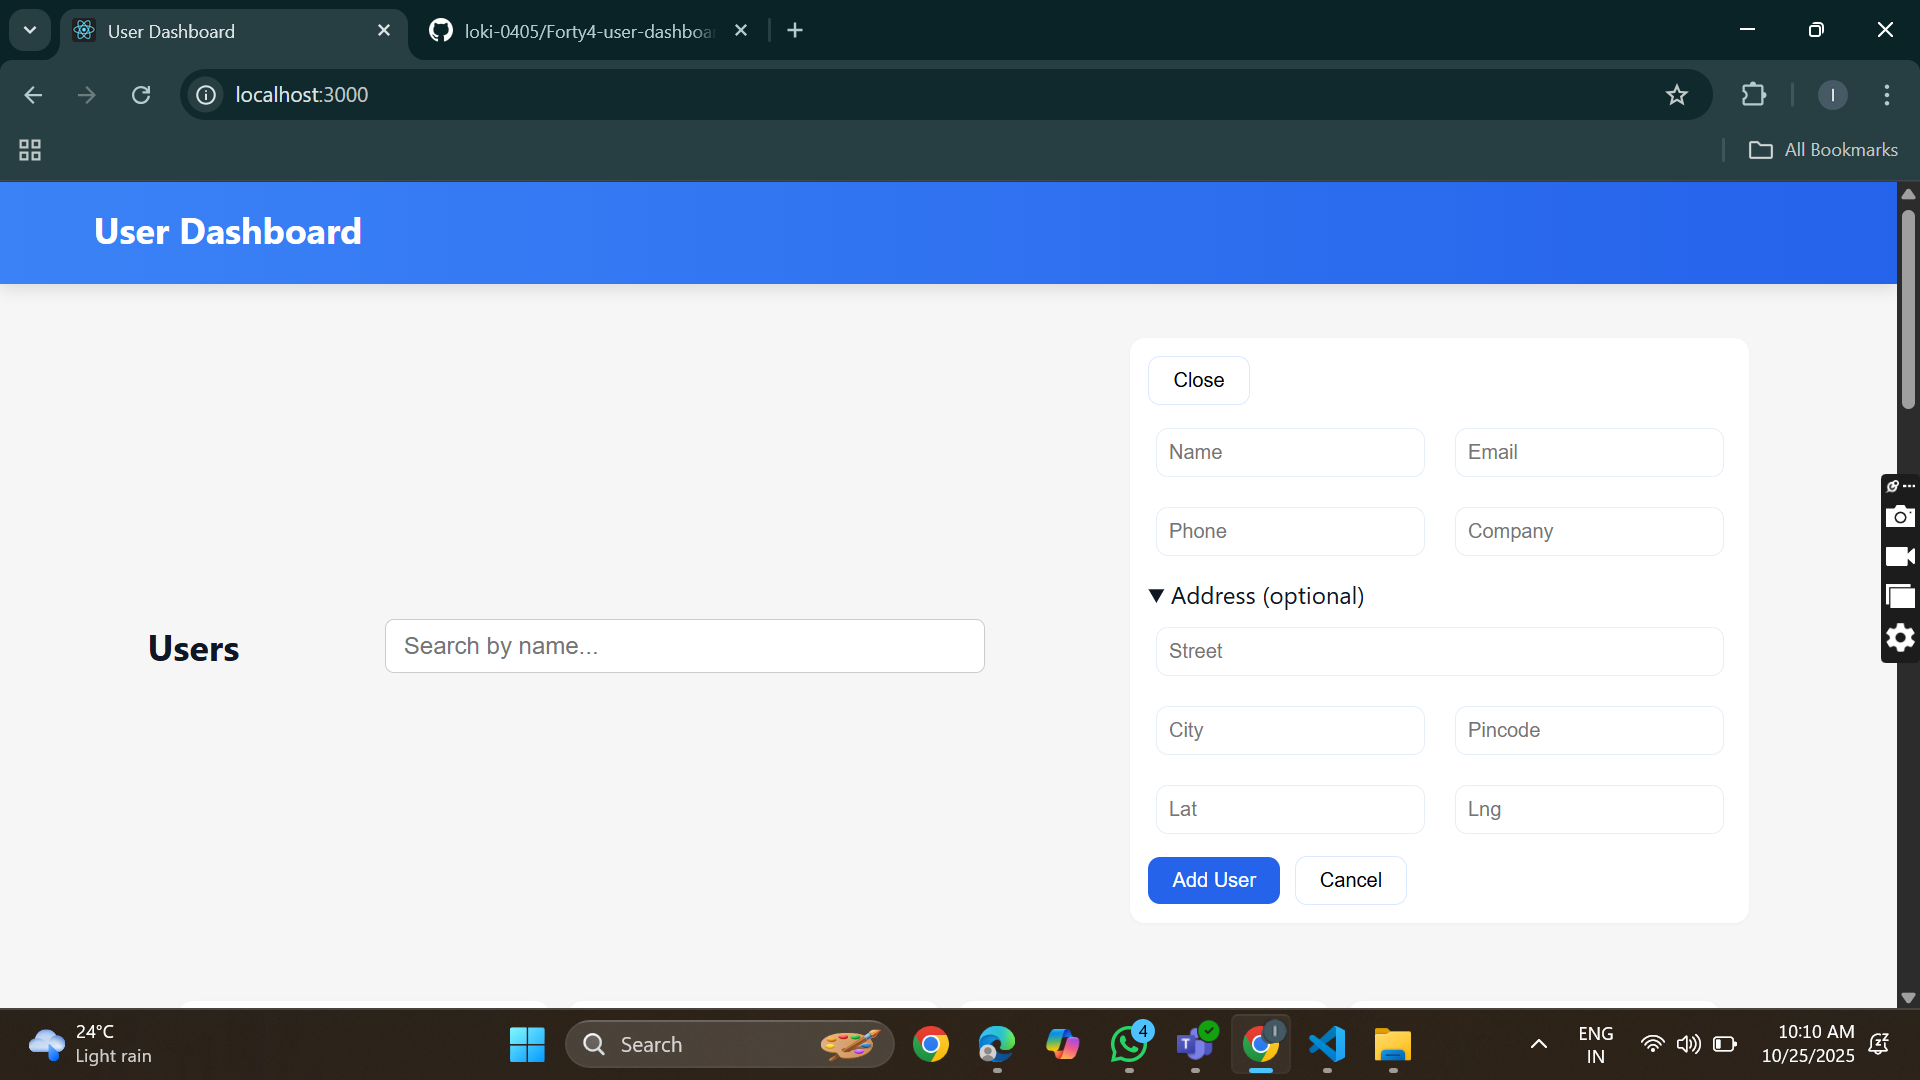 User Dashboard
loki-0405/Forty4-user-dashboa
localhost:3000
I
All Bookmarks
User Dashboard
Close
Name
Email
Phone
Company
▼ Address (optional)
Users
Search by name...
Street
City
Pincode
Lat
Lng
Add User
Cancel
24°C
Light rain
Search
4
T
I
ENG
IN
10:10 AM
10/25/2025